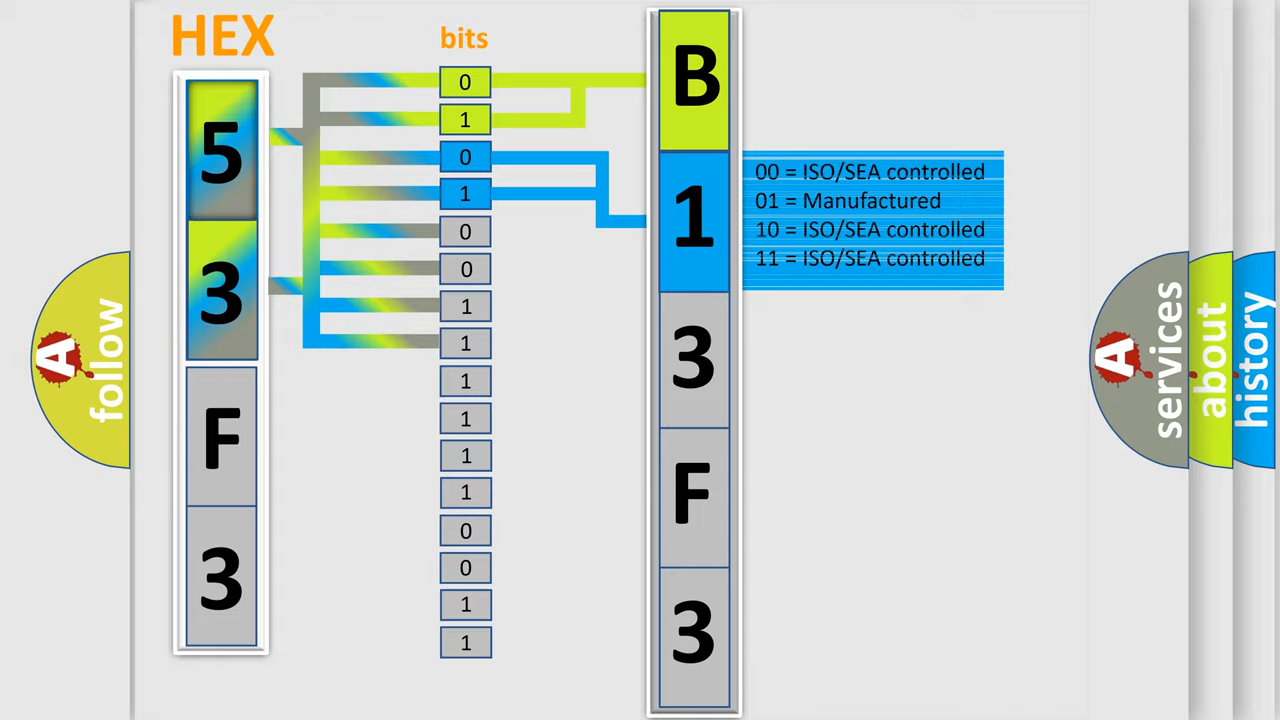 HEX
bits
5
3
F
3
0
1
0
1
0
0
1
1
1
1
1
1
0
0
1
1
B
1
3
F
3
00 = ISO/SEA controlled
01 = Manufactured
10 = ISO/SEA controlled
11 = ISO/SEA controlled
A
follow
A
services
about
history